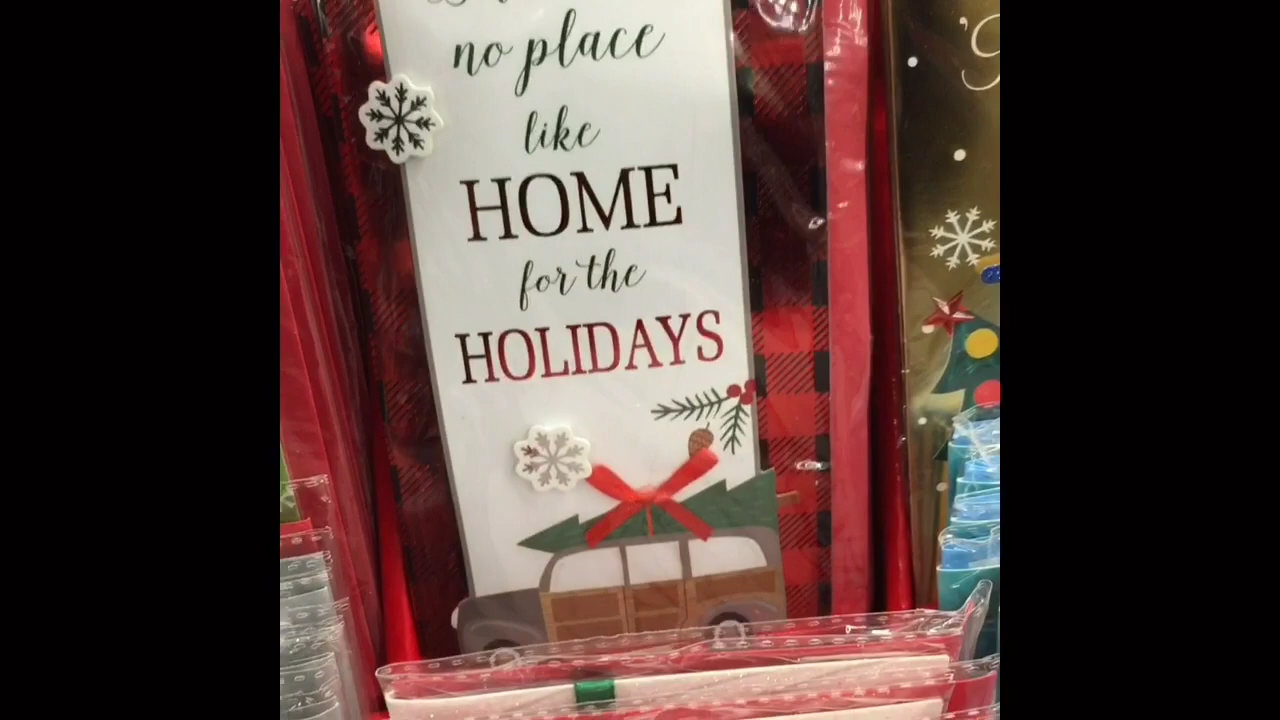 no place
like
HOME
for the
HOLIDAYS